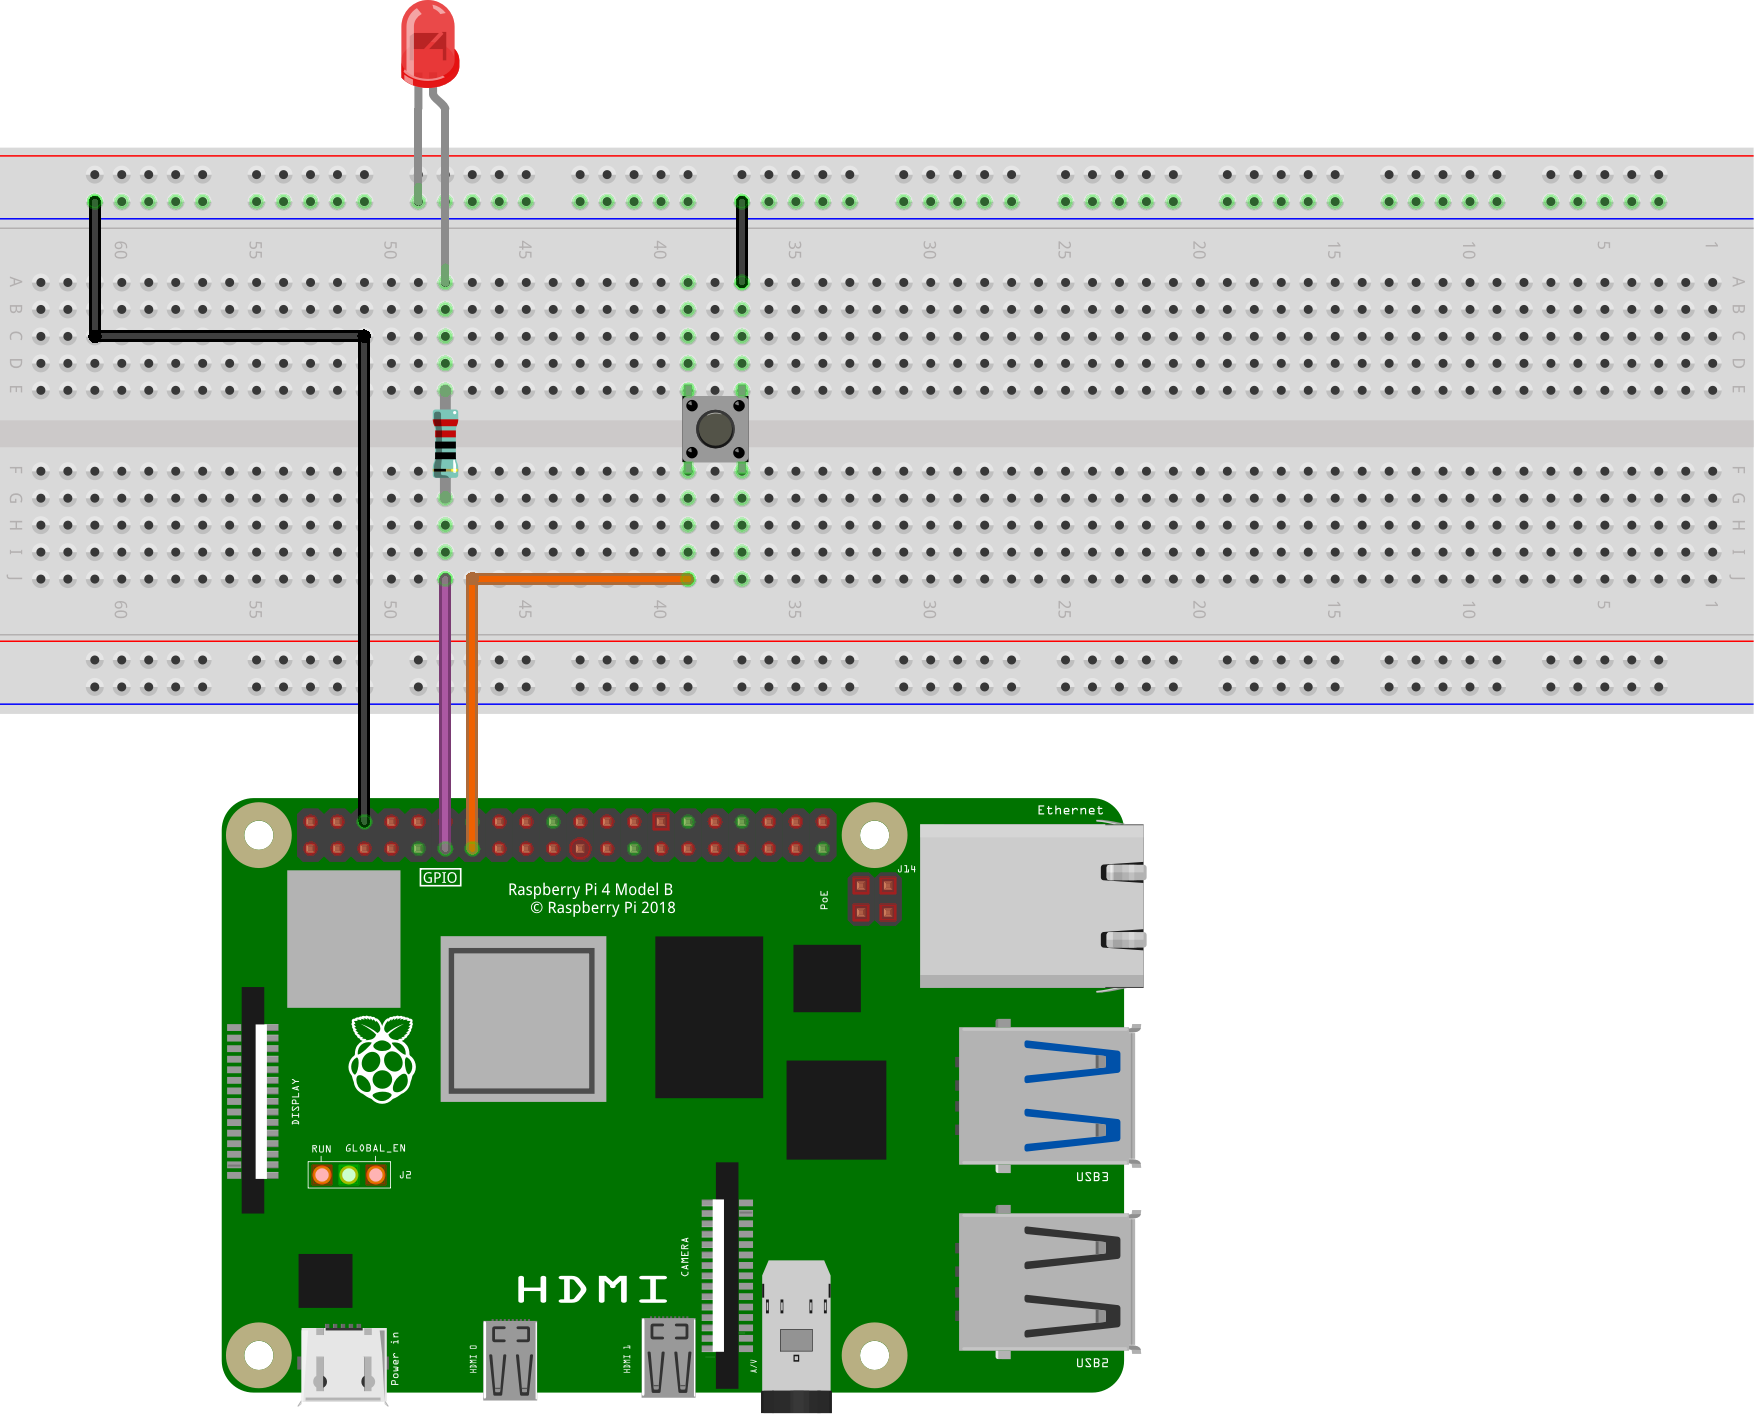 60 55 50 45 40 35 30 25 20 15 10 5 1
A A
B B
C C
D D
E E
F F
G G
H H
I I
J J
60 55 50 45 40 35 30 25 20 15 10 5 1
Ethernet
GPIO
J14
Raspberry Pi 4 Model B
© Raspberry Pi 2018
PoE
DISPLAY
RUN GLOBAL_EN
J2
USB3
CAMERA
HDMI
Power in
HDMI 0
HDMI 1
A/V
USB2